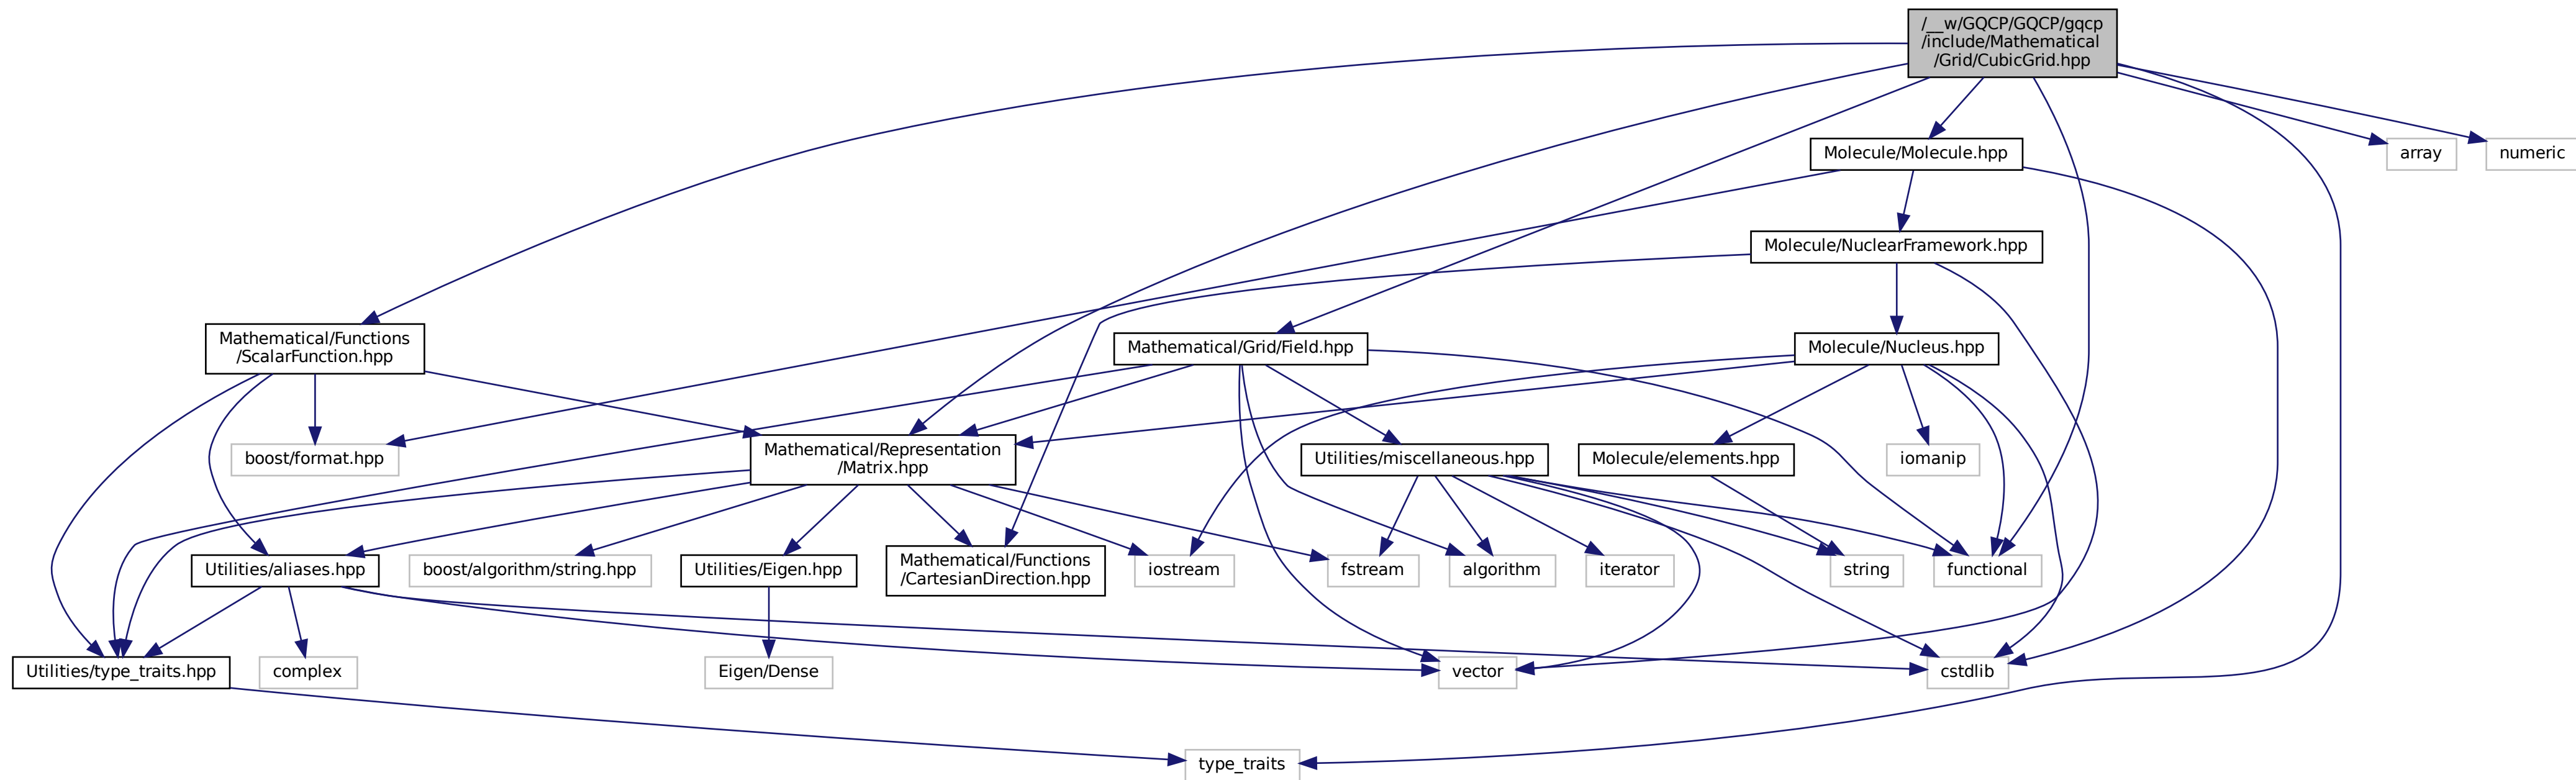 /__w/GQCP/GQCP/gqcp
/include/Mathematical
/Grid/CubicGrid.hpp
Molecule/Molecule.hpp
array
numeric
Molecule/NuclearFramework.hpp
Mathematical/Functions
/ScalarFunction.hpp
Mathematical/Grid/Field.hpp
Molecule/Nucleus.hpp
boost/format.hpp
Mathematical/Representation
/Matrix.hpp
Utilities/miscellaneous.hpp
Molecule/elements.hpp
iomanip
Utilities/aliases.hpp
boost/algorithm/string.hpp
Utilities/Eigen.hpp
Mathematical/Functions
/CartesianDirection.hpp
iostream
fstream
algorithm
iterator
string
functional
Utilities/type_traits.hpp
complex
Eigen/Dense
vector
cstdlib
type_traits